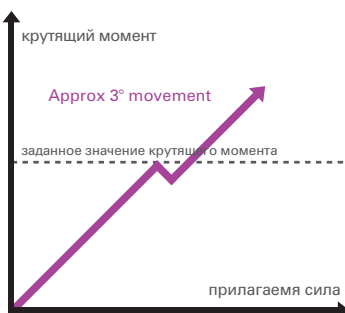 крутящий момент
Approx 3° movement
заданное значение крутящего момента
прилагаемя сила